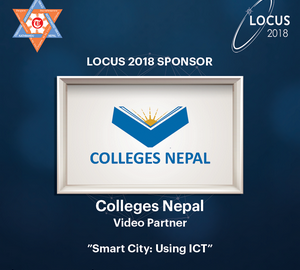 LOCUS
2018
LOCUS 2018 SPONSOR
COLLEGES NEPAL
Colleges Nepal
Video Partner
"Smart City: Using ICT"